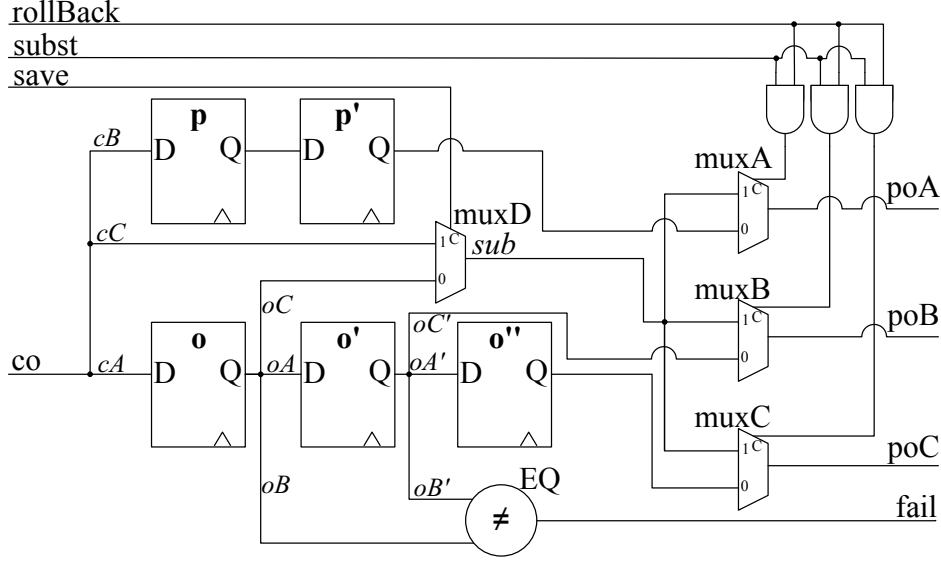 rollBack
subst
save
p
p'
cB
D
Q
D
Q
muxA
1
C
0
poA
cC
muxD
1
C
0
sub
oC
muxB
1
C
0
poB
oC'
o
o'
o''
co
cA
D
Q
oA
D
Q
oA'
D
Q
muxC
1
C
0
poC
oB
oB'
EQ
≠
fail